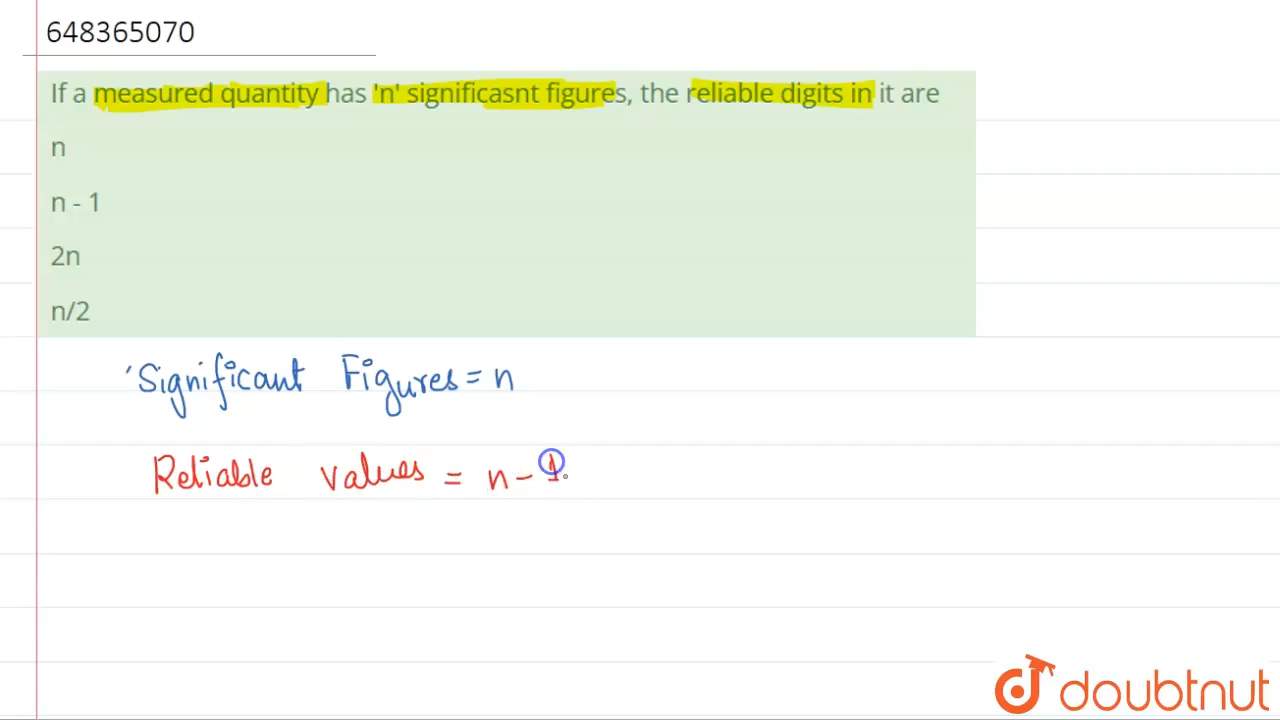 648365070
If a measured quantity has 'n' significasnt figures, the reliable digits in it are
n
n - 1
2n
n/2
Significant Figures = n
Reliable values = n - 1
doubtnut